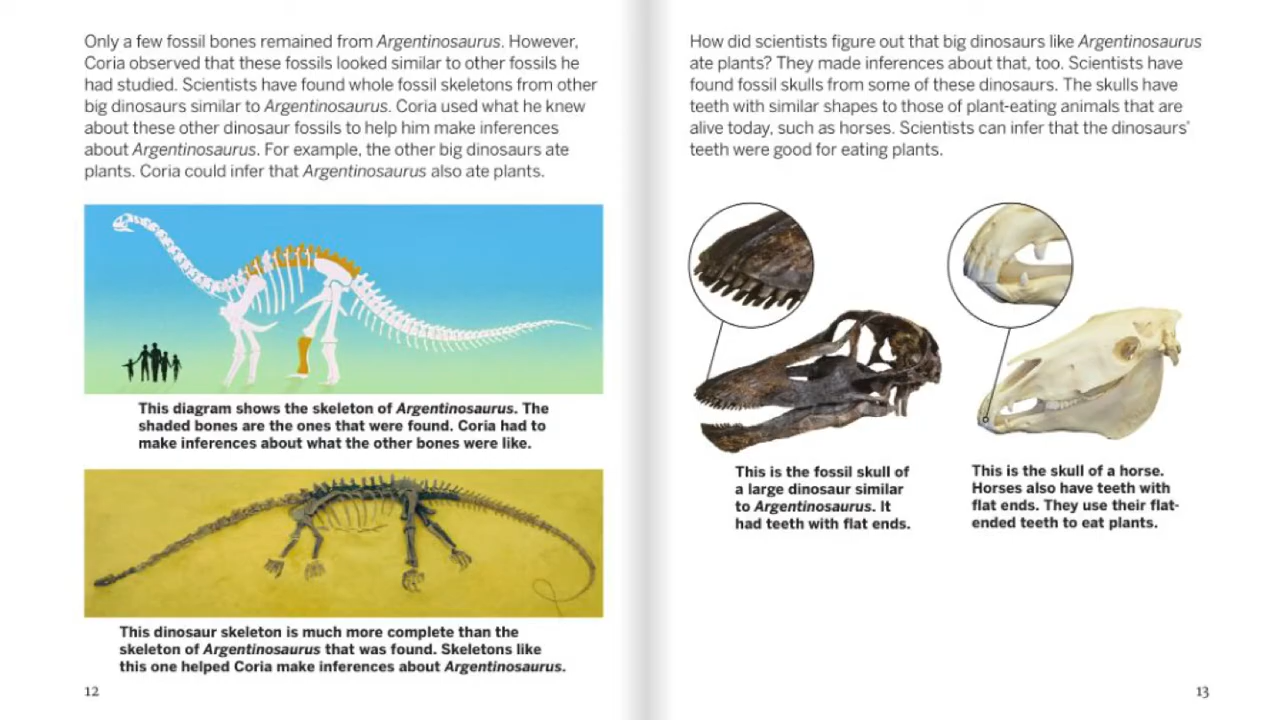 Only a few fossil bones remained from Argentinosaurus. However,
Coria observed that these fossils looked similar to other fossils he
had studied. Scientists have found whole fossil skeletons from other
big dinosaurs similar to Argentinosaurus. Coria used what he knew
about these other dinosaur fossils to help him make inferences
about Argentinosaurus. For example, the other big dinosaurs ate
plants. Coria could infer that Argentinosaurus also ate plants.
This diagram shows the skeleton of Argentinosaurus. The
shaded bones are the ones that were found. Coria had to
make inferences about what the other bones were like.
This dinosaur skeleton is much more complete than the
skeleton of Argentinosaurus that was found. Skeletons like
this one helped Coria make inferences about Argentinosaurus.
12
How did scientists figure out that big dinosaurs like Argentinosaurus
ate plants? They made inferences about that, too. Scientists have
found fossil skulls from some of these dinosaurs. The skulls have
teeth with similar shapes to those of plant-eating animals that are
alive today, such as horses. Scientists can infer that the dinosaurs'
teeth were good for eating plants.
This is the fossil skull of
a large dinosaur similar
to Argentinosaurus. It
had teeth with flat ends.
This is the skull of a horse.
Horses also have teeth with
flat ends. They use their flat-
ended teeth to eat plants.
13